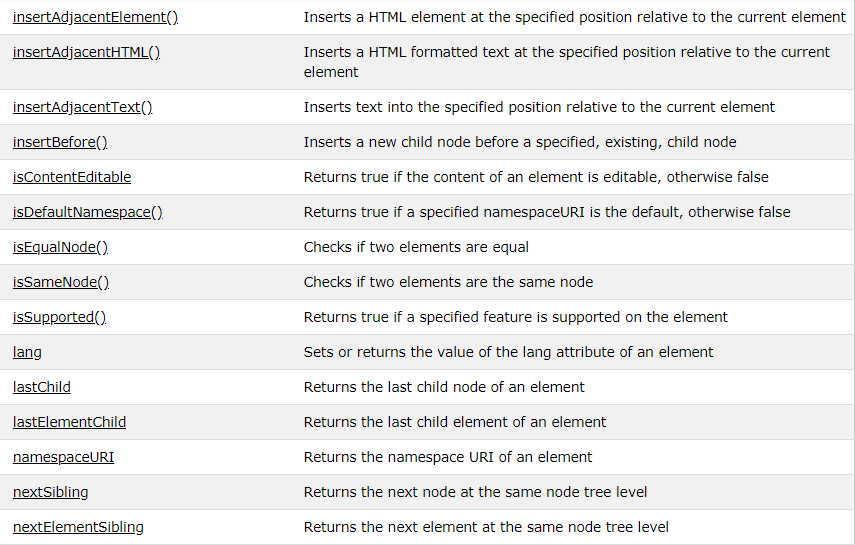 insertAdjacentElement() Inserts a HTML element at the specified position relative to the current element
insertAdjacentHTML() Inserts a HTML formatted text at the specified position relative to the current
element
insertAdjacentText() Inserts text into the specified position relative to the current element
insertBefore() Inserts a new child node before a specified, existing, child node
isContentEditable Returns true if the content of an element is editable, otherwise false
isDefaultNamespace() Returns true if a specified namespaceURI is the default, otherwise false
isEqualNode() Checks if two elements are equal
isSameNode() Checks if two elements are the same node
isSupported() Returns true if a specified feature is supported on the element
lang Sets or returns the value of the lang attribute of an element
lastChild Returns the last child node of an element
lastElementChild Returns the last child element of an element
namespaceURI Returns the namespace URI of an element
nextSibling Returns the next node at the same node tree level
nextElementSibling Returns the next element at the same node tree level